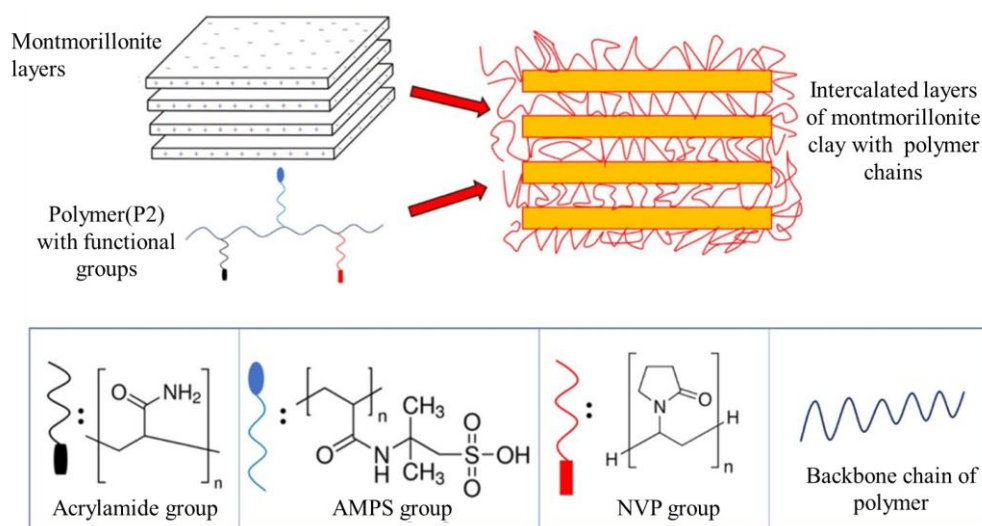 Montmorillonite
layers
Polymer(P2)
with functional
groups
Intercalated layers
of montmorillonite
clay with polymer
chains
:
O
NH₂
n
Acrylamide group
:
n
O
NH
CH₃
CH₃
O
S
OH
O
AMPS group
:
N
O
H
H
n
NVP group
Backbone chain of
polymer